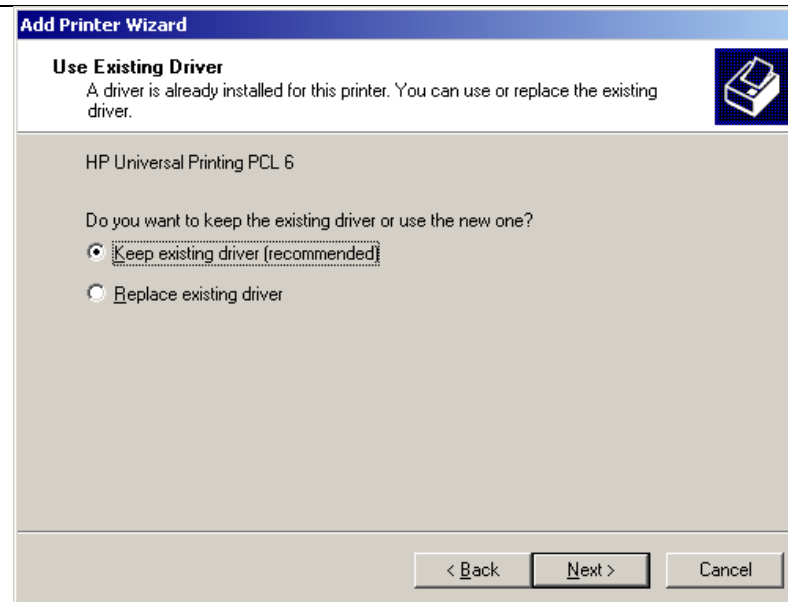 Add Printer Wizard
Use Existing Driver
A driver is already installed for this printer. You can use or replace the existing
driver.
HP Universal Printing PCL 6
Do you want to keep the existing driver or use the new one?
Keep existing driver (recommended)
Replace existing driver
< Back Next > Cancel